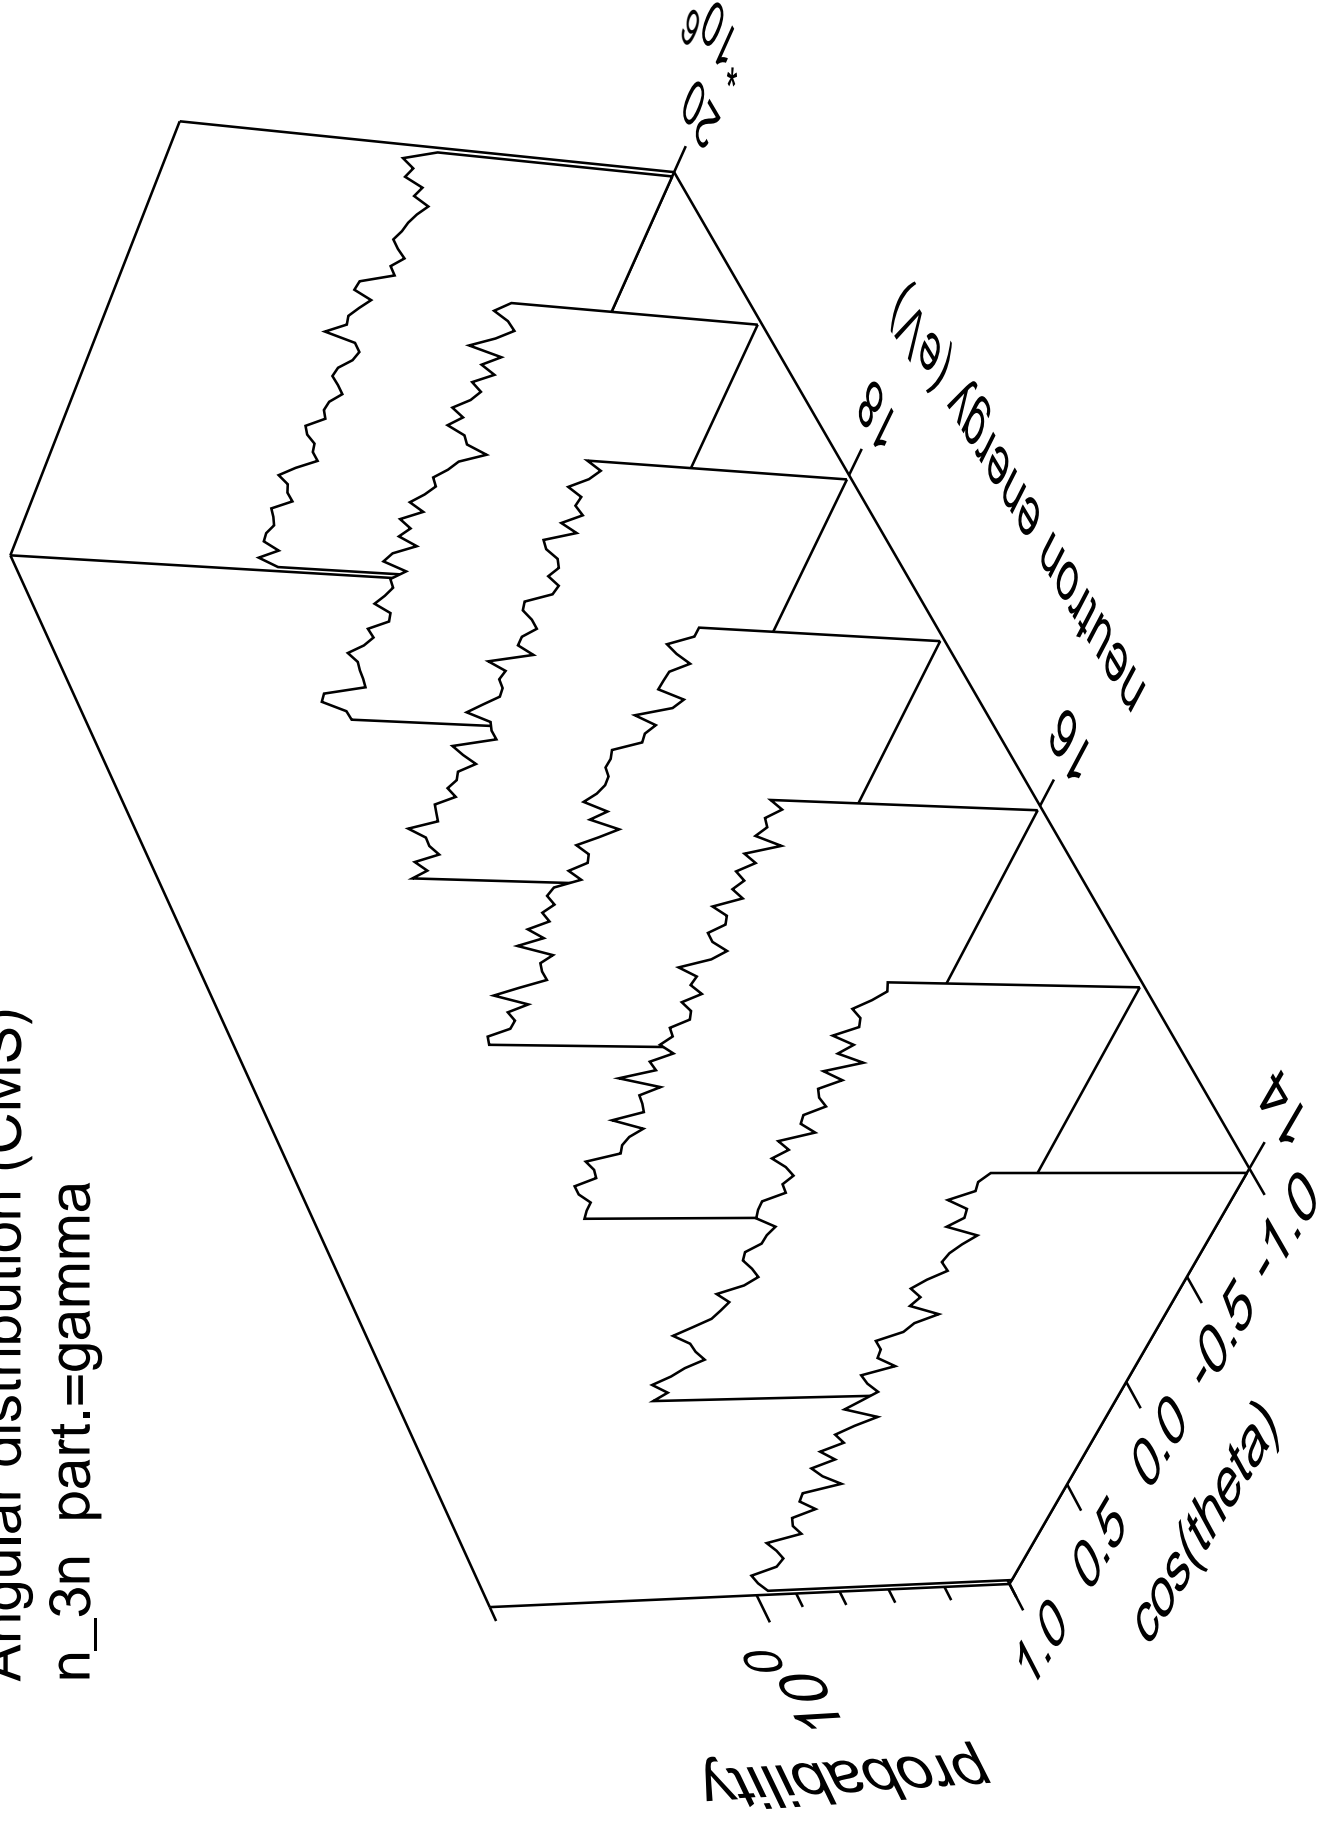 Angular distribution (CMS)
n_3n part.=gamma
probability
10 0
1.0 0.5 0.0 -0.5 -1.0
cos(theta)
14 16 18 20
* 10 6
neutron energy (eV)